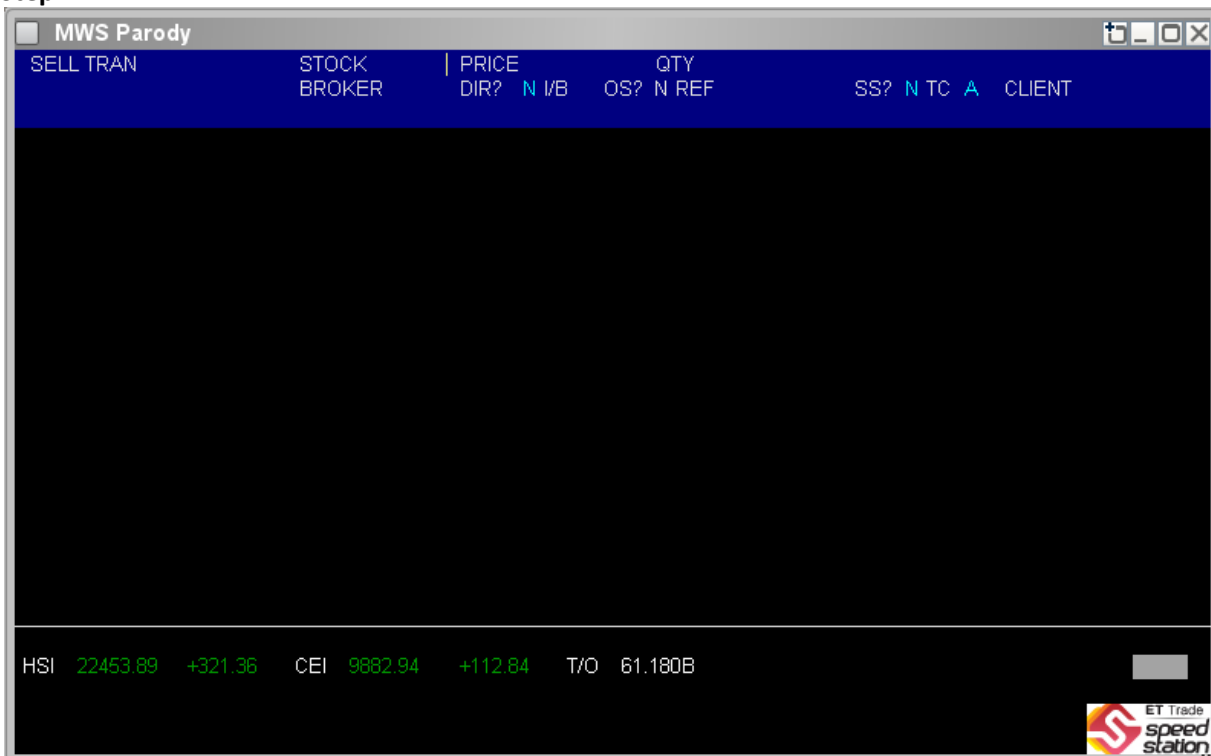 MWS Parody
SELL TRAN STOCK PRICE QTY
BROKER DIR? N I/B OS? N REF SS? N TC A CLIENT
HSI 22453.89 +321.36 CEI 9882.94 +112.84 T/O 61.180B
ET Trade
speed
station